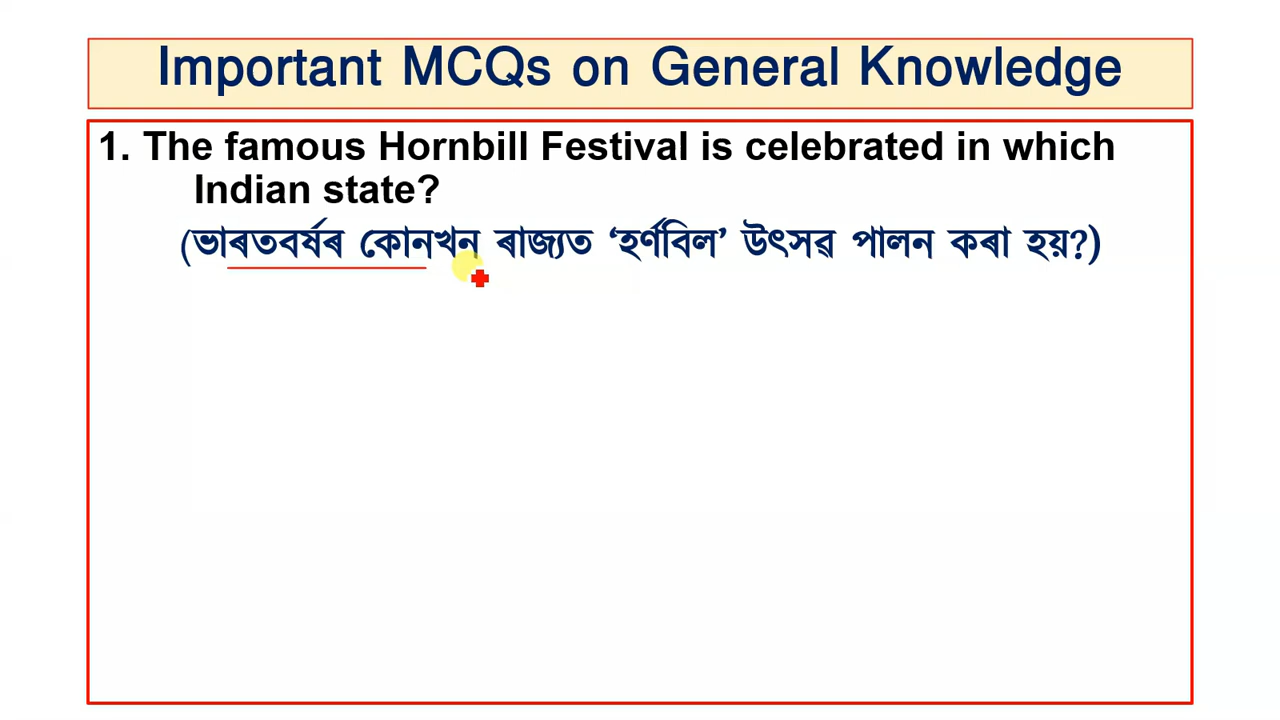 Important MCQs on General Knowledge
1. The famous Hornbill Festival is celebrated in which
Indian state?
(ভাৰতবৰ্ষৰ কোনখন ৰাজ্যত ‘হৰ্ণবিল’ উৎসৱ পালন কৰা হয়?)